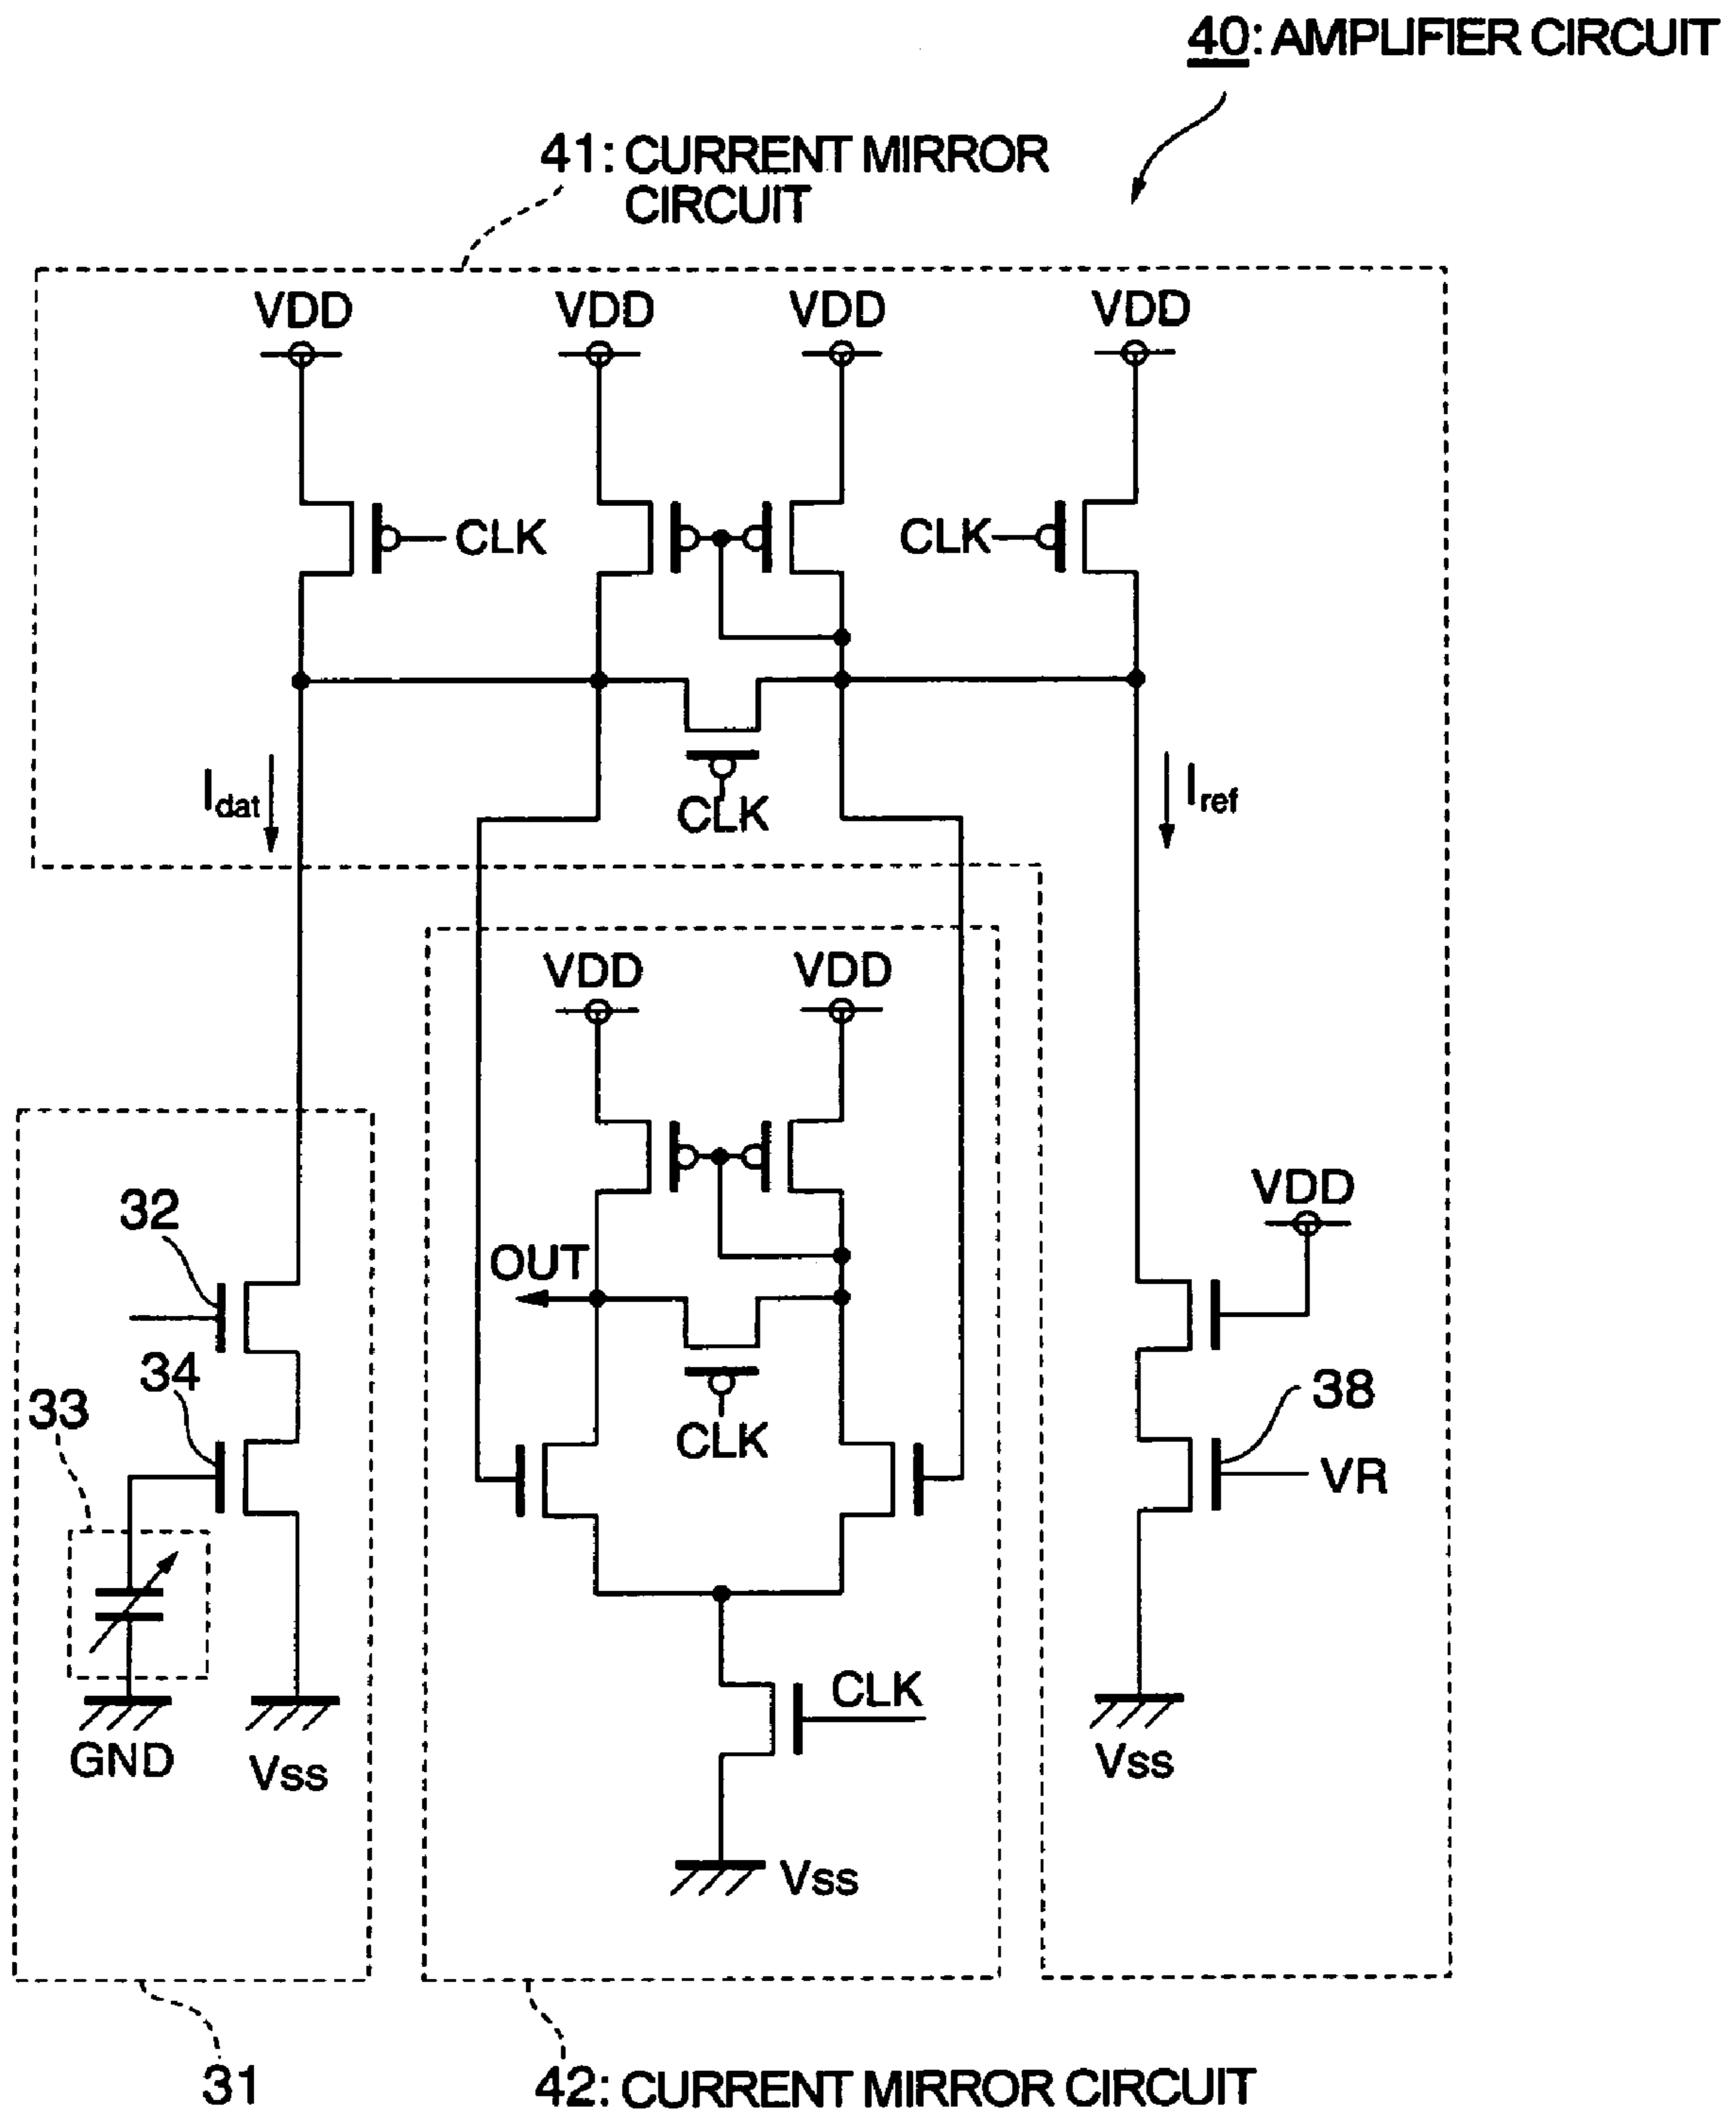 40: AMPLIFIER CIRCUIT
41: CURRENT MIRROR
CIRCUIT
VDD VDD VDD VDD
CLK CLK
Idat CLK Iref
VDD VDD
VDD
32
OUT
34
33
CLK
38
VR
CLK
GND Vss Vss
Vss
31
42: CURRENT MIRROR CIRCUIT